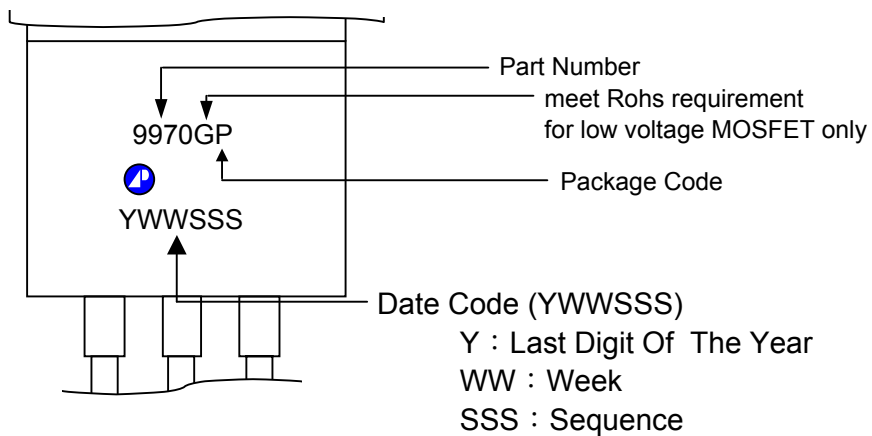 Part Number
meet Rohs requirement
for low voltage MOSFET only
9970GP
Package Code
YWWSSS
Date Code (YWWSSS)
Y：Last Digit Of The Year
WW：Week
SSS：Sequence